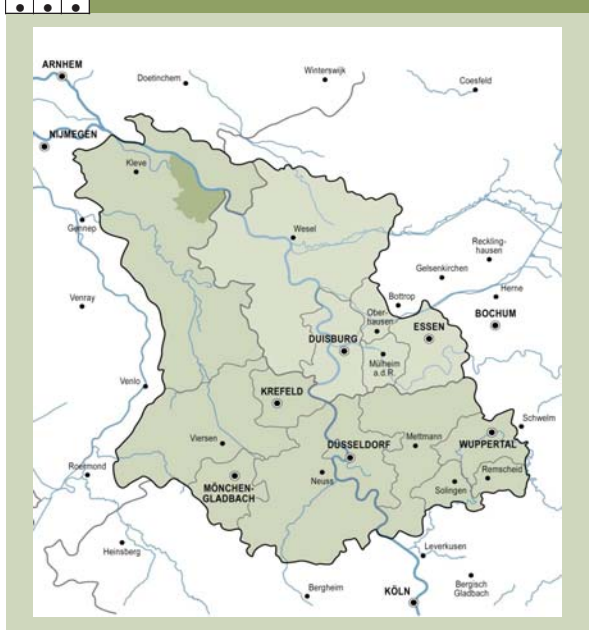 ARNHEM
Doetinchem
Winterswijk
Coesfeld
NIJMEGEN
Kleve
Gennep
Wesel
Reckling-
hausen
Gelsenkirchen
Venray
Bottrop
Herne
Ober-
hausen
ESSEN
BOCHUM
DUISBURG
Mülheim
a.d.R.
Venlo
KREFELD
Schwelm
Viersen
DÜSSELDORF
Mettmann
WUPPERTAL
Roermond
MÖNCHEN-
GLADBACH
Neuss
Remscheid
Solingen
Heinsberg
Leverkusen
Bergheim
KÖLN
Bergisch
Gladbach